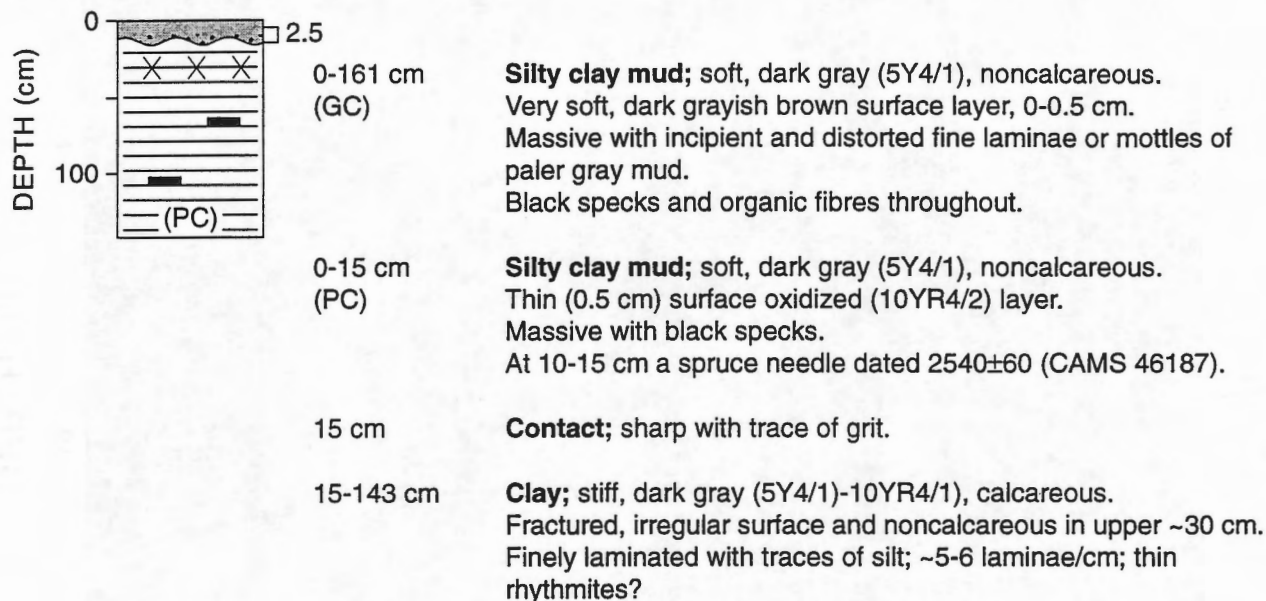 0
2.5
DEPTH (cm)
100
(PC)
0-161 cm
(GC)
Silty clay mud; soft, dark gray (5Y4/1), noncalcareous.
Very soft, dark grayish brown surface layer, 0-0.5 cm.
Massive with incipient and distorted fine laminae or mottles of
paler gray mud.
Black specks and organic fibres throughout.
0-15 cm
(PC)
Silty clay mud; soft, dark gray (5Y4/1), noncalcareous.
Thin (0.5 cm) surface oxidized (10YR4/2) layer.
Massive with black specks.
At 10-15 cm a spruce needle dated 2540±60 (CAMS 46187).
15 cm
Contact; sharp with trace of grit.
15-143 cm
Clay; stiff, dark gray (5Y4/1)-10YR4/1), calcareous.
Fractured, irregular surface and noncalcareous in upper ~30 cm.
Finely laminated with traces of silt; ~5-6 laminae/cm; thin
rhythmites?